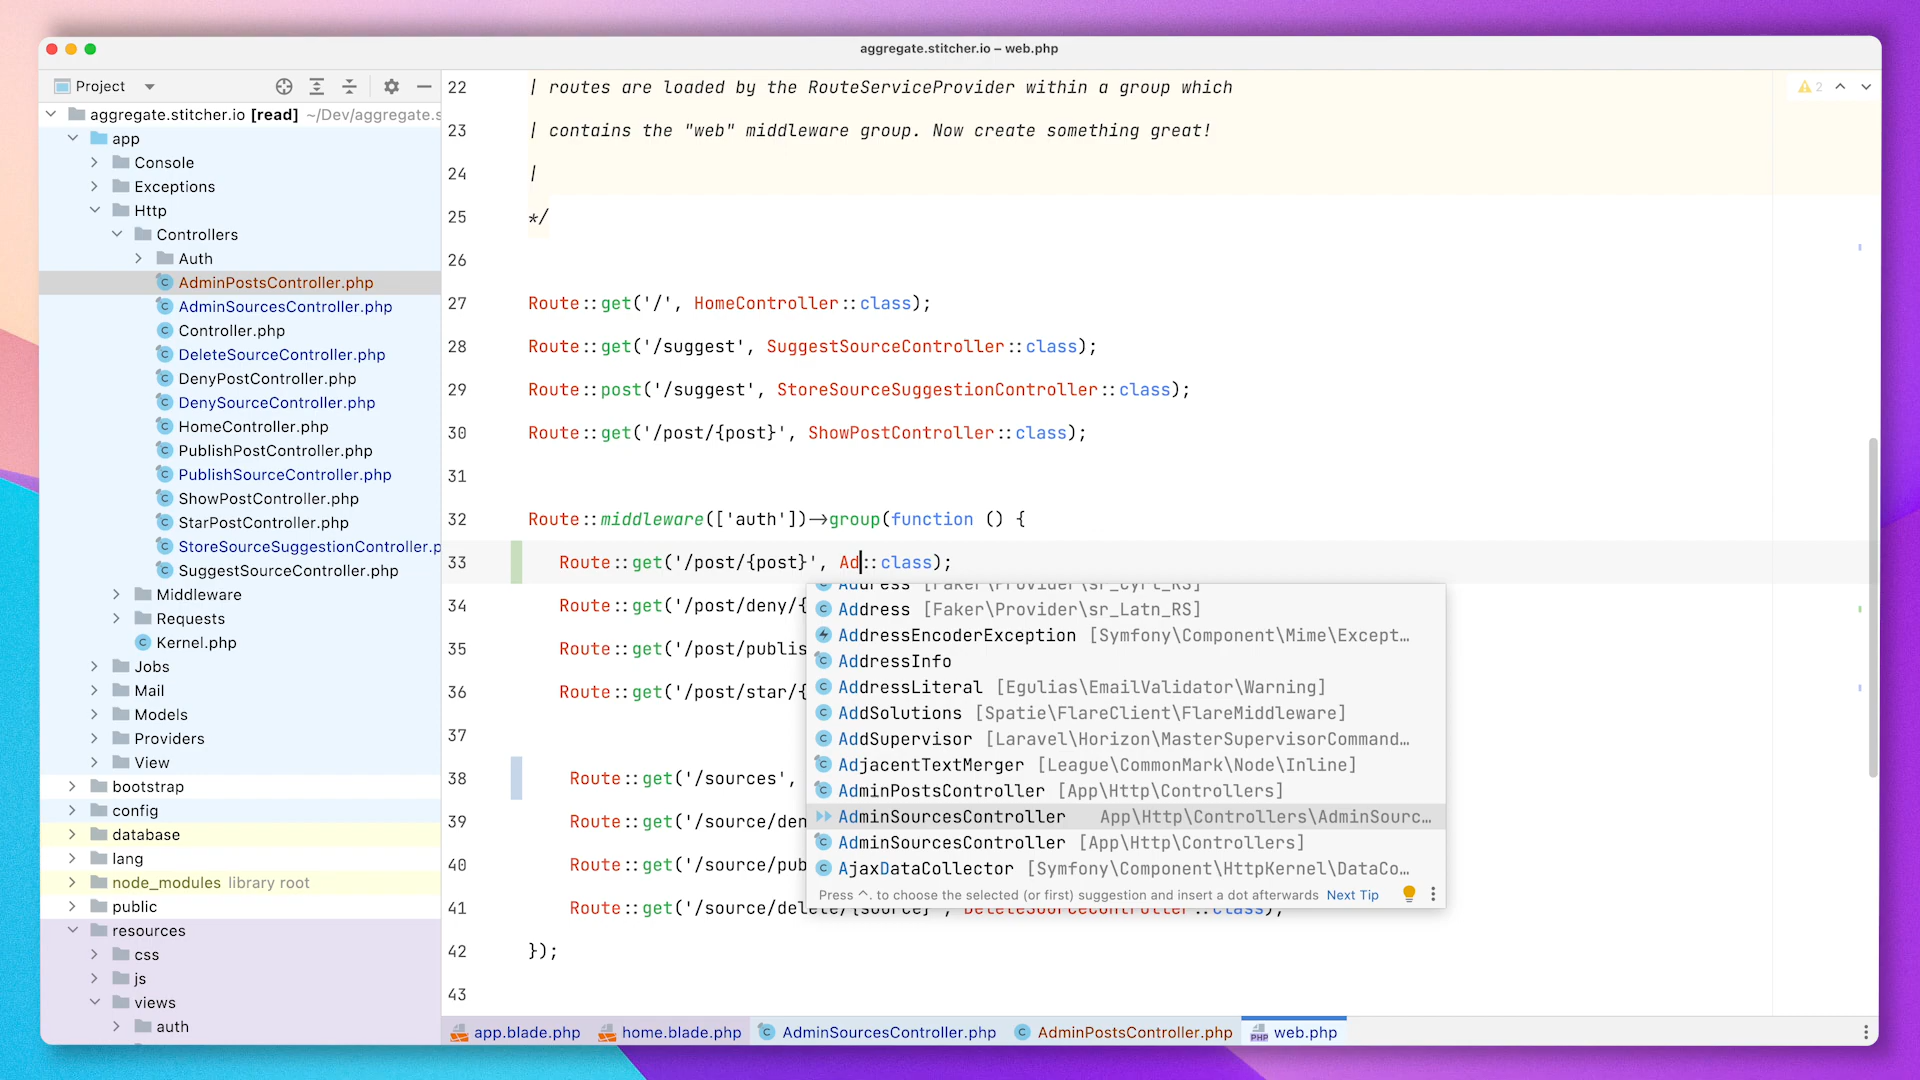 aggregate.stitcher.io – web.php
Project
aggregate.stitcher.io [read] ~/Dev/aggregate.s
app
Console
Exceptions
Http
Controllers
Auth
AdminPostsController.php
AdminSourcesController.php
Controller.php
DeleteSourceController.php
DenyPostController.php
DenySourceController.php
HomeController.php
PublishPostController.php
PublishSourceController.php
ShowPostController.php
StarPostController.php
StoreSourceSuggestionController.p
SuggestSourceController.php
Middleware
Requests
Kernel.php
Jobs
Mail
Models
Providers
View
bootstrap
config
database
lang
node_modules library root
public
resources
css
js
views
auth
22 | routes are loaded by the RouteServiceProvider within a group which
23 | contains the "web" middleware group. Now create something great!
24 |
25 */
26
27 Route::get('/', HomeController::class);
28 Route::get('/suggest', SuggestSourceController::class);
29 Route::post('/suggest', StoreSourceSuggestionController::class);
30 Route::get('/post/{post}', ShowPostController::class);
31
32 Route::middleware(['auth'])->group(function () {
33 Route::get('/post/{post}', Ad::class);
34 Route::get('/post/deny/{
35 Route::get('/post/publis
36 Route::get('/post/star/{
37
38 Route::get('/sources',
39 Route::get('/source/den
40 Route::get('/source/pub
41 Route::get('/source/delete/{source}', DeleteSourceController::class);
42 });
43
2
Address [Faker\Provider\sr_Cyrl_RS]
Address [Faker\Provider\sr_Latn_RS]
AddressEncoderException [Symfony\Component\Mime\Except…
AddressInfo
AddressLiteral [Egulias\EmailValidator\Warning]
AddSolutions [Spatie\FlareClient\FlareMiddleware]
AddSupervisor [Laravel\Horizon\MasterSupervisorCommand…
AdjacentTextMerger [League\CommonMark\Node\Inline]
AdminPostsController [App\Http\Controllers]
AdminSourcesController App\Http\Controllers\AdminSourc…
AdminSourcesController [App\Http\Controllers]
AjaxDataCollector [Symfony\Component\HttpKernel\DataCo…
Press ^. to choose the selected (or first) suggestion and insert a dot afterwards Next Tip
app.blade.php
home.blade.php
AdminSourcesController.php
AdminPostsController.php
web.php